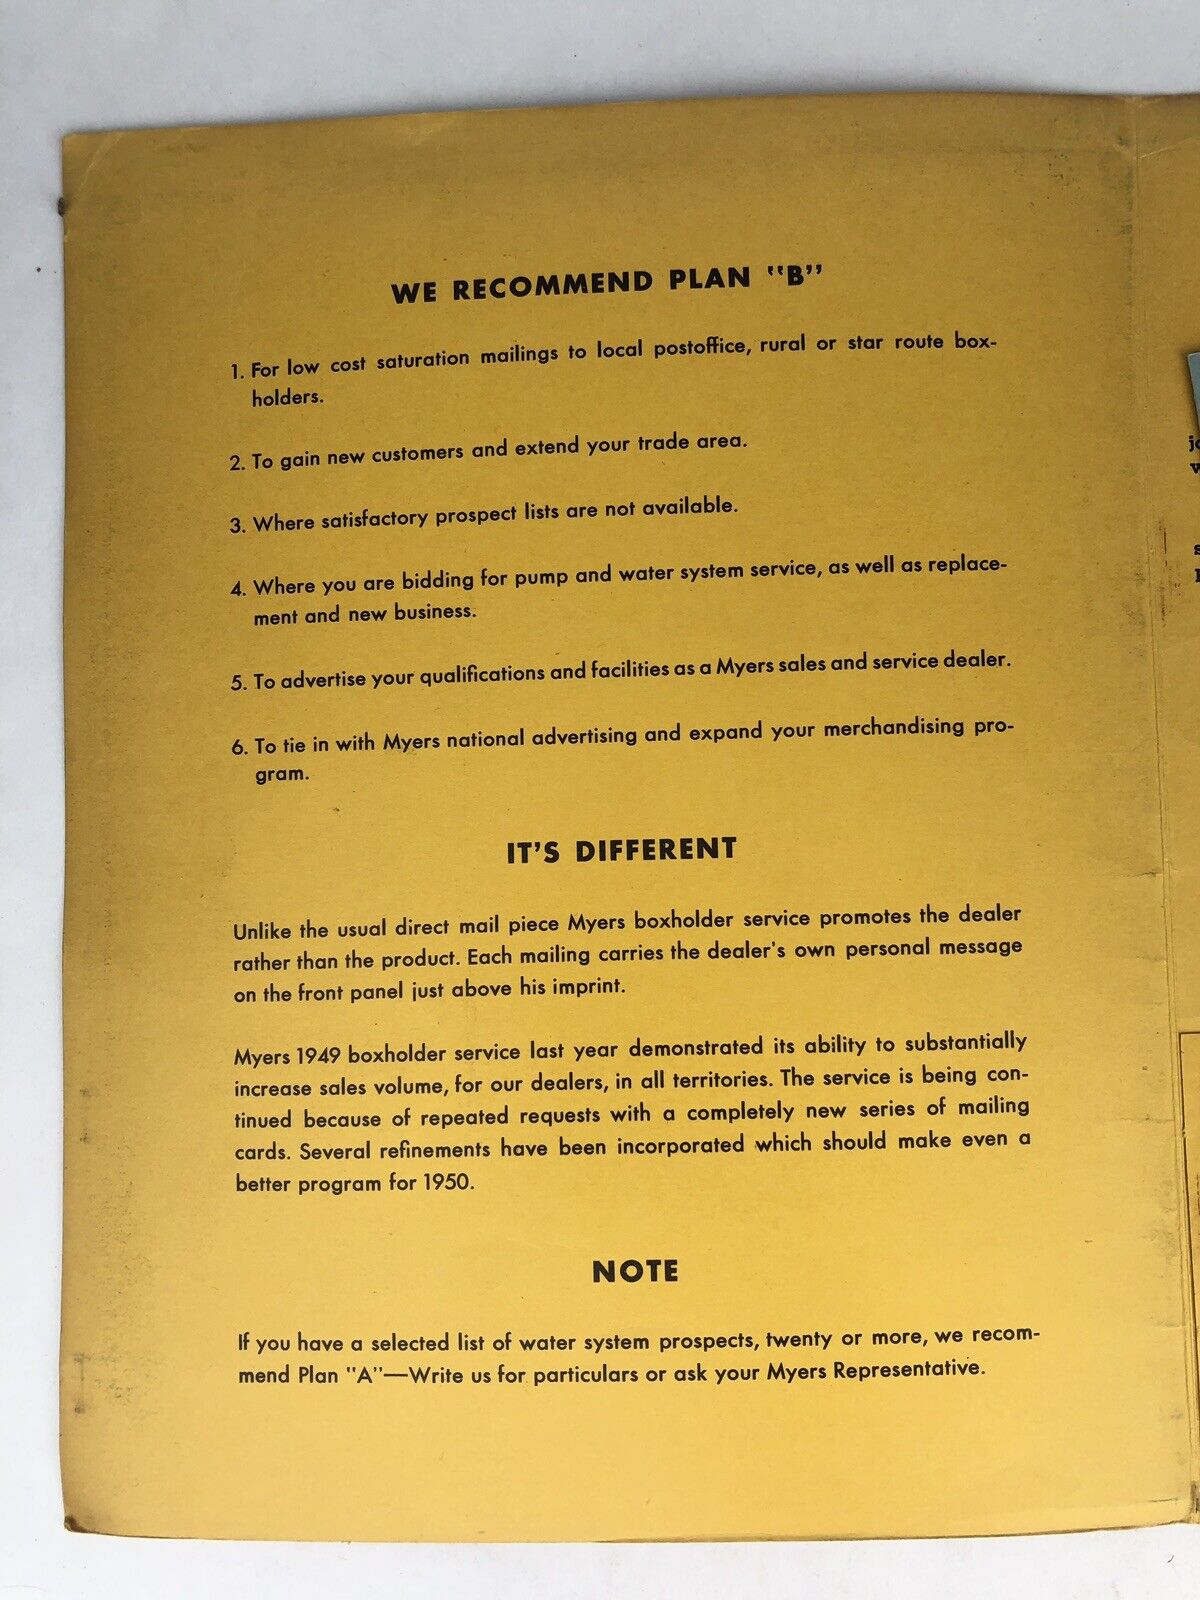 WE RECOMMEND PLAN "B"
1. For low cost saturation mailings to local postoffice, rural or star route box-
holders.
2. To gain new customers and extend your trade area.
3. Where satisfactory prospect lists are not available.
4. Where you are bidding for pump and water system service, as well as replace-
ment and new business.
5. To advertise your qualifications and facilities as a Myers sales and service dealer.
6. To tie in with Myers national advertising and expand your merchandising pro-
gram.
IT'S DIFFERENT
Unlike the usual direct mail piece Myers boxholder service promotes the dealer
rather than the product. Each mailing carries the dealer's own personal message
on the front panel just above his imprint.
Myers 1949 boxholder service last year demonstrated its ability to substantially
increase sales volume, for our dealers, in all territories. The service is being con-
tinued because of repeated requests with a completely new series of mailing
cards. Several refinements have been incorporated which should make even a
better program for 1950.
NOTE
If you have a selected list of water system prospects, twenty or more, we recom-
mend Plan "A"—Write us for particulars or ask your Myers Representative.